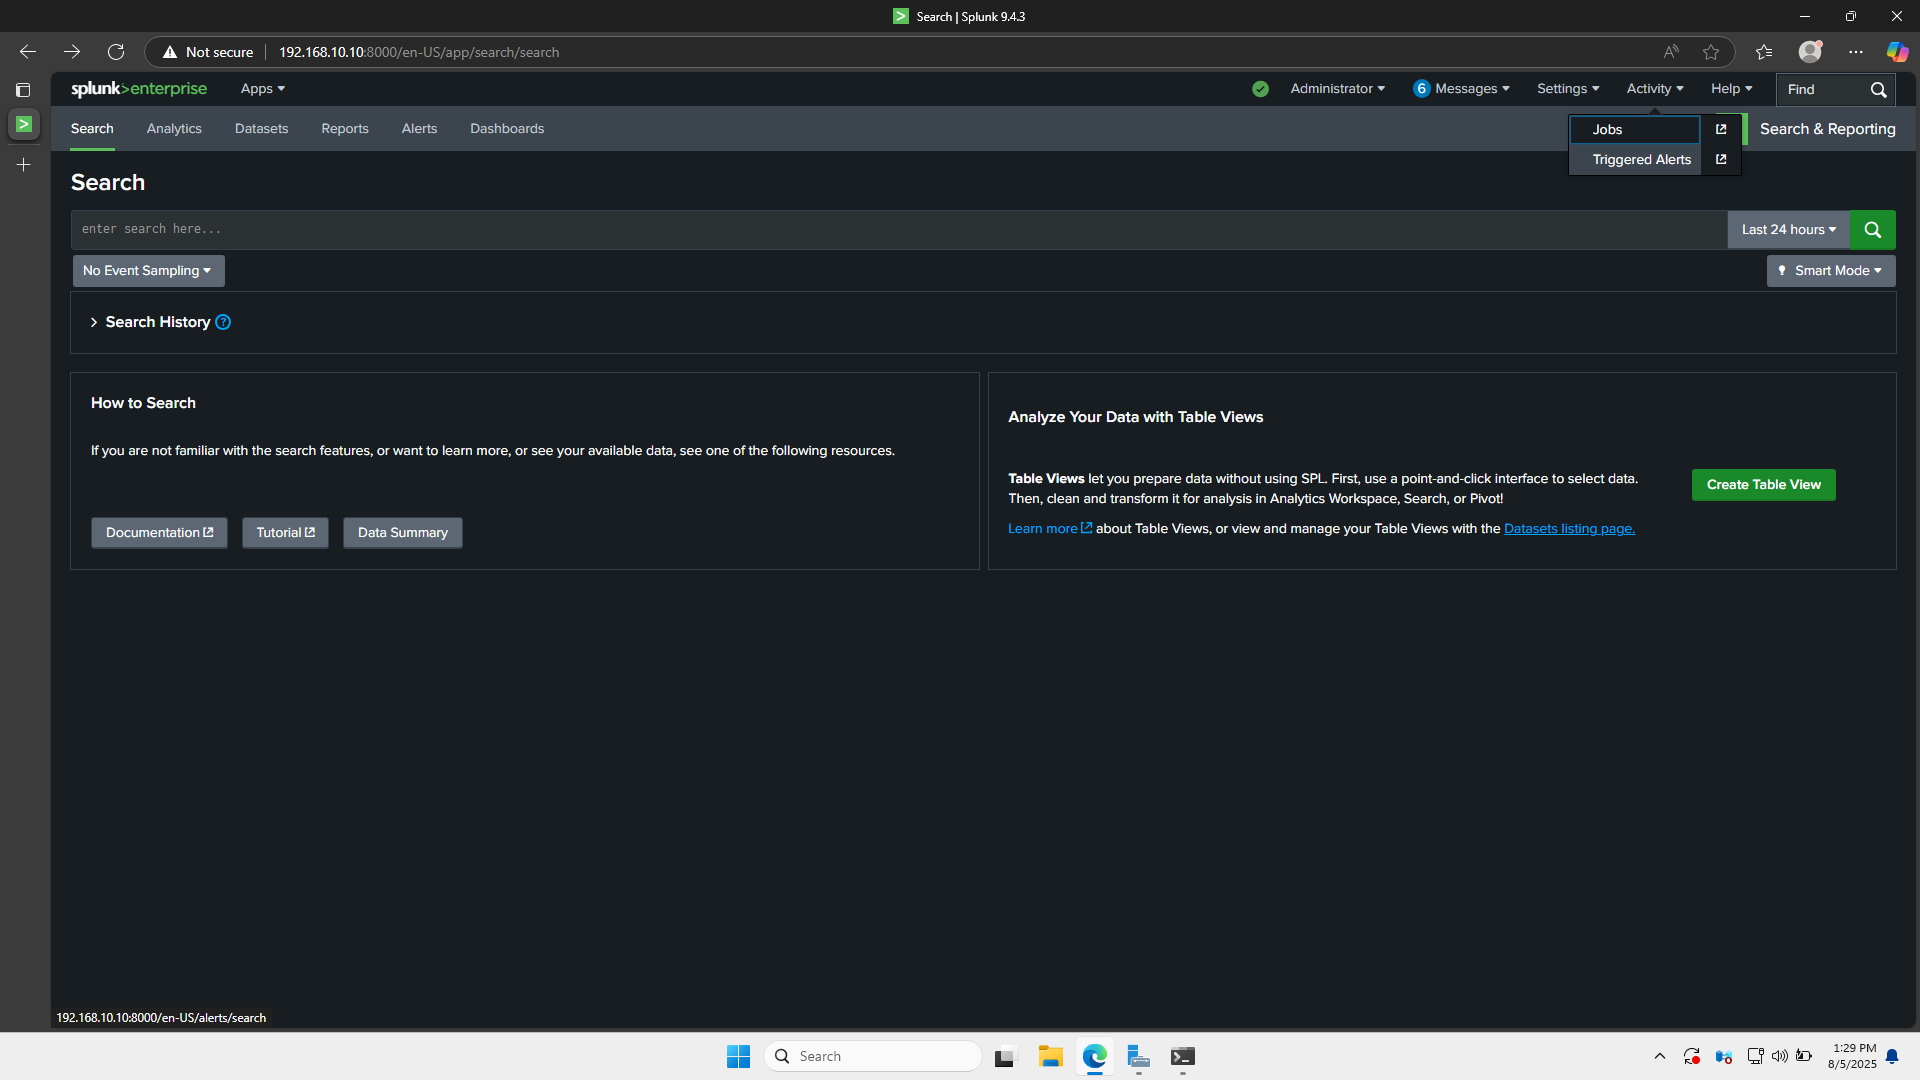 Search | Splunk 9.4.3
Not secure 192.168.10.10:8000/en-US/app/search/search
splunk>enterprise Apps Administrator 6 Messages Settings Activity Help Find
Search Analytics Datasets Reports Alerts Dashboards Search & Reporting
Jobs
Triggered Alerts
Search
enter search here... Last 24 hours
No Event Sampling Smart Mode
Search History ?
How to Search
If you are not familiar with the search features, or want to learn more, or see your available data, see one of the following resources.
Documentation Tutorial Data Summary
Analyze Your Data with Table Views
Table Views let you prepare data without using SPL. First, use a point-and-click interface to select data.
Then, clean and transform it for analysis in Analytics Workspace, Search, or Pivot!
Create Table View
Learn more about Table Views, or view and manage your Table Views with the Datasets listing page.
192.168.10.10:8000/en-US/alerts/search
Search
1:29 PM
8/5/2025